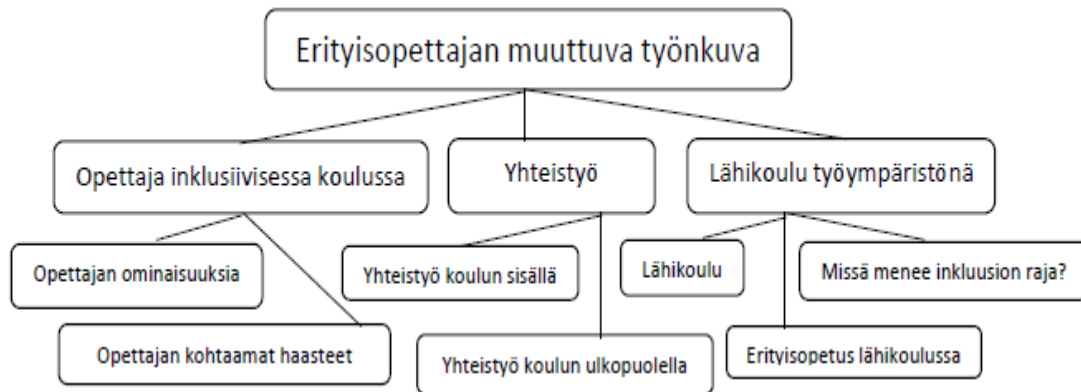 Erityisopettajan muuttuva työnkuva
Opettaja inklusiivisessa koulussa
Yhteistyö
Lähikoulu työympäristönä
Opettajan ominaisuuksia
Yhteistyö koulun sisällä
Lähikoulu
Missä menee inkluusion raja?
Opettajan kohtaamat haasteet
Yhteistyö koulun ulkopuolella
Erityisopetus lähikoulussa